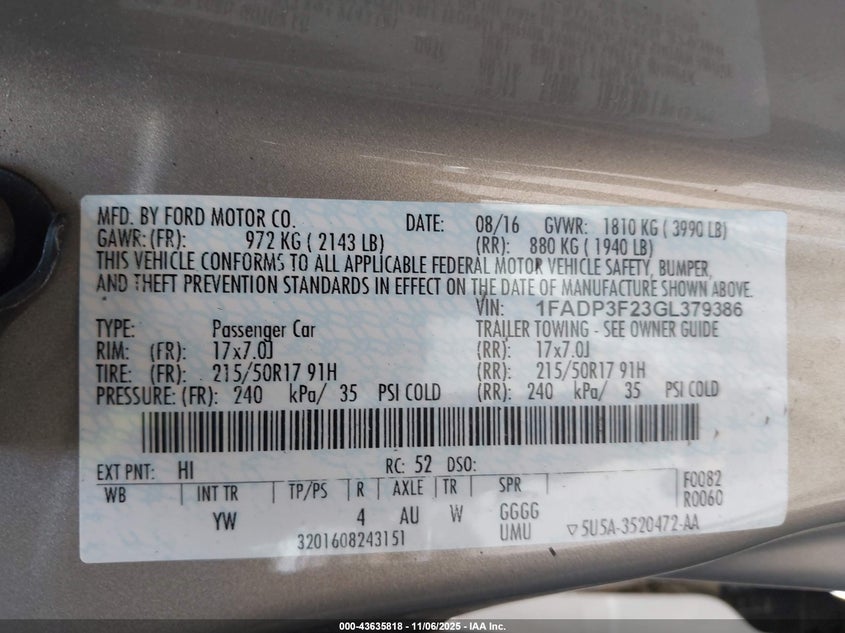 MFD. BY FORD MOTOR CO. DATE: 08/16 GVWR: 1810 KG ( 3990 LB)
GAWR: (FR): 972 KG ( 2143 LB) (RR): 880 KG ( 1940 LB)
THIS VEHICLE CONFORMS TO ALL APPLICABLE FEDERAL MOTOR VEHICLE SAFETY, BUMPER,
AND THEFT PREVENTION STANDARDS IN EFFECT ON THE DATE OF MANUFACTURE SHOWN ABOVE.
VIN: 1FADP3F23GL379386
TYPE: Passenger Car TRAILER TOWING - SEE OWNER GUIDE
RIM: (FR): 17x7.0J (RR): 17x7.0J
TIRE: (FR): 215/50R17 91H (RR): 215/50R17 91H
PRESSURE: (FR): 240 kPa/ 35 PSI COLD (RR): 240 kPa/ 35 PSI COLD
EXT PNT: HI RC: 52 DSO:
WB INT TR TP/PS R AXLE TR SPR F0082
R0060
YW 4 AU W GGGG
3201608243151 UMU ▽5U5A-3520472-AA
000-43635818 - 11/06/2025 - IAA Inc.